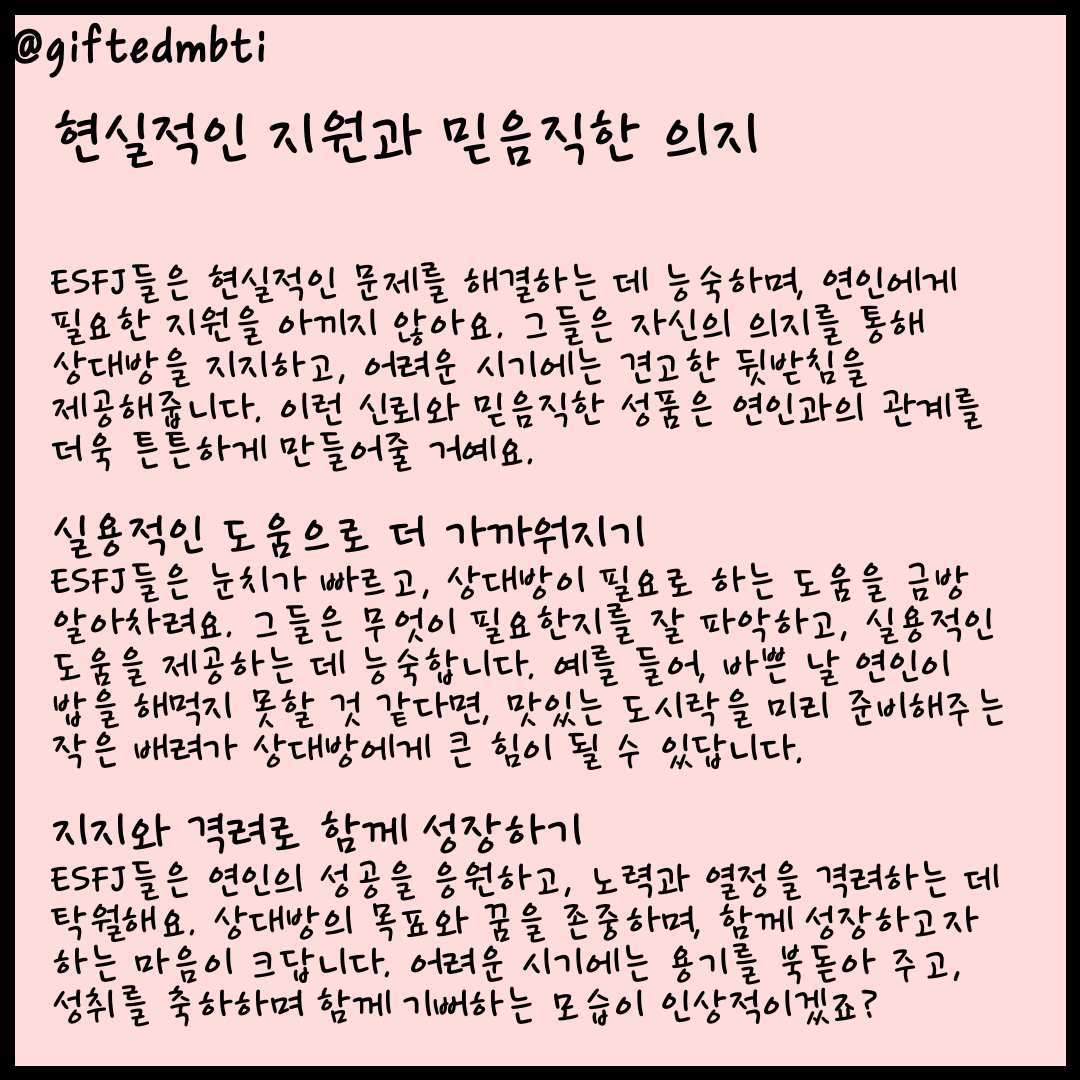 @giftedmbti
현실적인 지원과 믿음직한 의지
ESFJ들은 현실적인 문제를 해결하는 데 능숙하며, 연인에게
필요한 지원을 아끼지 않아요. 그들은 자신의 의지를 통해
상대방을 지지하고, 어려운 시기에는 견고한 뒷받침을
제공해줍니다. 이런 신뢰와 믿음직한 성품은 연인과의 관계를
더욱 튼튼하게 만들어줄 거예요.
실용적인 도움으로 더 가까워지기
ESFJ들은 눈치가 빠르고, 상대방이 필요로 하는 도움을 금방
알아차려요. 그들은 무엇이 필요한지를 잘 파악하고, 실용적인
도움을 제공하는 데 능숙합니다. 예를 들어, 바쁜 날 연인이
밥을 해먹지 못할 것 같다면, 맛있는 도시락을 미리 준비해주는
작은 배려가 상대방에게 큰 힘이 될 수 있답니다.
지지와 격려로 함께 성장하기
ESFJ들은 연인의 성공을 응원하고, 노력과 열정을 격려하는 데
탁월해요. 상대방의 목표와 꿈을 존중하며, 함께 성장하고자
하는 마음이 크답니다. 어려운 시기에는 용기를 북돋아 주고,
성취를 축하하며 함께 기뻐하는 모습이 인상적이겠죠?